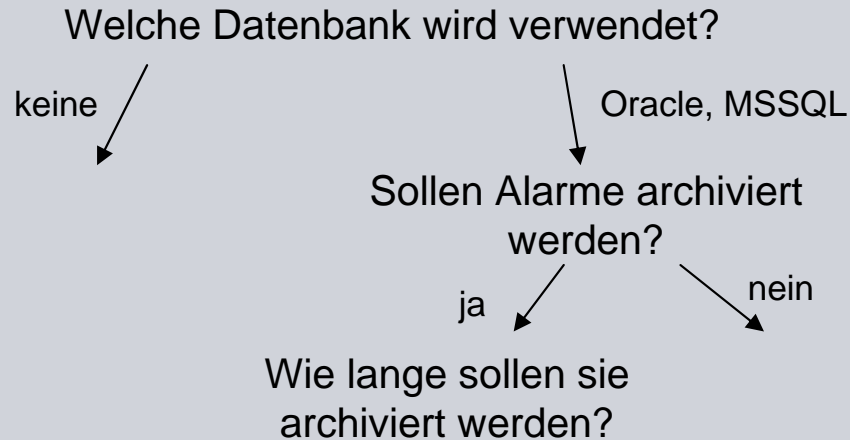 Welche Datenbank wird verwendet?
keine
Oracle, MSSQL
Sollen Alarme archiviert
werden?
ja
nein
Wie lange sollen sie
archiviert werden?